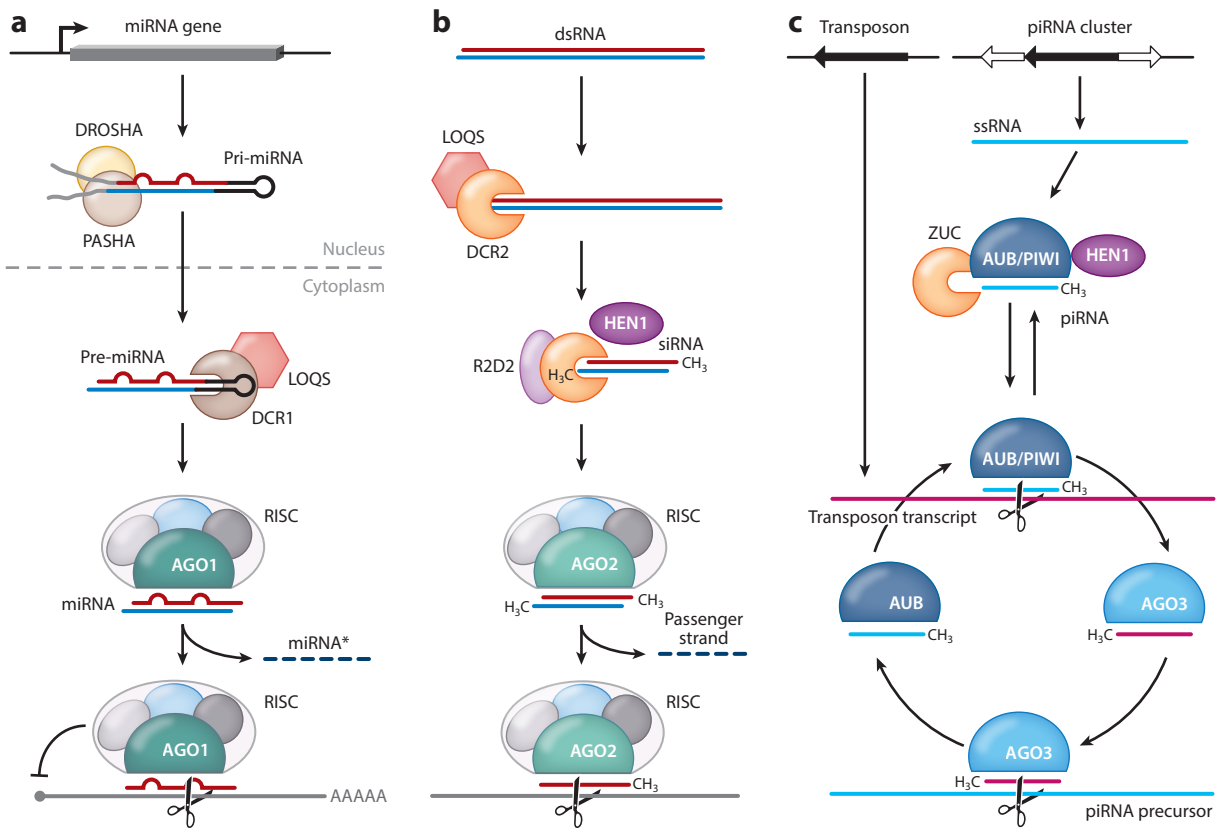 a
miRNA gene
DROSHA
Pri-miRNA
PASHA
Nucleus
Cytoplasm
Pre-miRNA
LOQS
DCR1
RISC
AGO1
miRNA
miRNA*
RISC
AGO1
AAAAA
b
dsRNA
LOQS
DCR2
HEN1
siRNA
R2D2
H₃C
CH₃
RISC
AGO2
H₃C
CH₃
Passenger
strand
RISC
AGO2
CH₃
c
Transposon
piRNA cluster
ssRNA
ZUC
AUB/PIWI
HEN1
CH₃
piRNA
AUB/PIWI
CH₃
Transposon transcript
AUB
CH₃
AGO3
H₃C
AGO3
H₃C
piRNA precursor